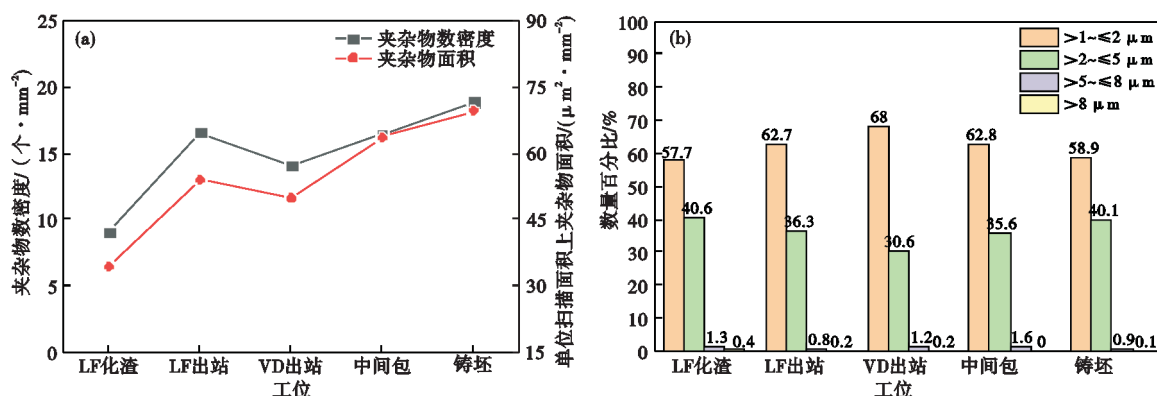 (a)
夹杂物数密度
夹杂物面积
25
20
15
10
5
0
夹杂物数密度/(个·mm⁻²)
90
75
60
45
30
15
单位扫描面积上夹杂物面积/(μm²·mm⁻²)
LF化渣 LF出站 VD出站 中间包 铸坯
工位
(b)
>1~≤2 μm
>2~≤5 μm
>5~≤8 μm
>8 μm
100
90
80
70
60
50
40
30
20
10
0
数量百分比/%
57.7 40.6 1.3 0.4
62.7 36.3 0.8 0.2
68 30.6 1.2 0.2
62.8 35.6 1.6 0
58.9 40.1 0.9 0.1
LF化渣 LF出站 VD出站 中间包 铸坯
工位